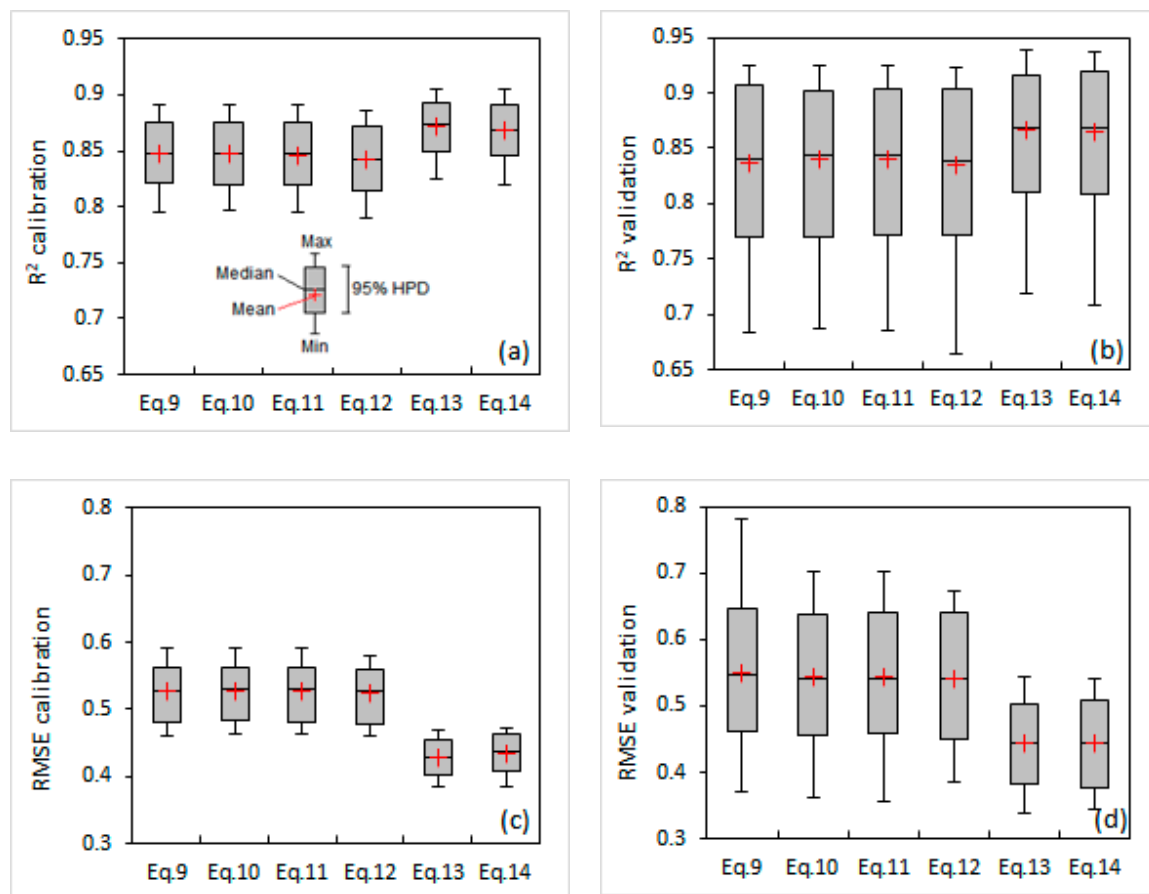 0.95
0.9
0.85
0.8
0.75
0.7
0.65
R² calibration
Max
Median
95% HPD
Mean
Min
(a)
Eq.9 Eq.10 Eq.11 Eq.12 Eq.13 Eq.14
0.95
0.9
0.85
0.8
0.75
0.7
0.65
R² validation
(b)
Eq.9 Eq.10 Eq.11 Eq.12 Eq.13 Eq.14
0.8
0.7
0.6
0.5
0.4
0.3
RMSE calibration
(c)
Eq.9 Eq.10 Eq.11 Eq.12 Eq.13 Eq.14
0.8
0.7
0.6
0.5
0.4
0.3
RMSE validation
(d)
Eq.9 Eq.10 Eq.11 Eq.12 Eq.13 Eq.14